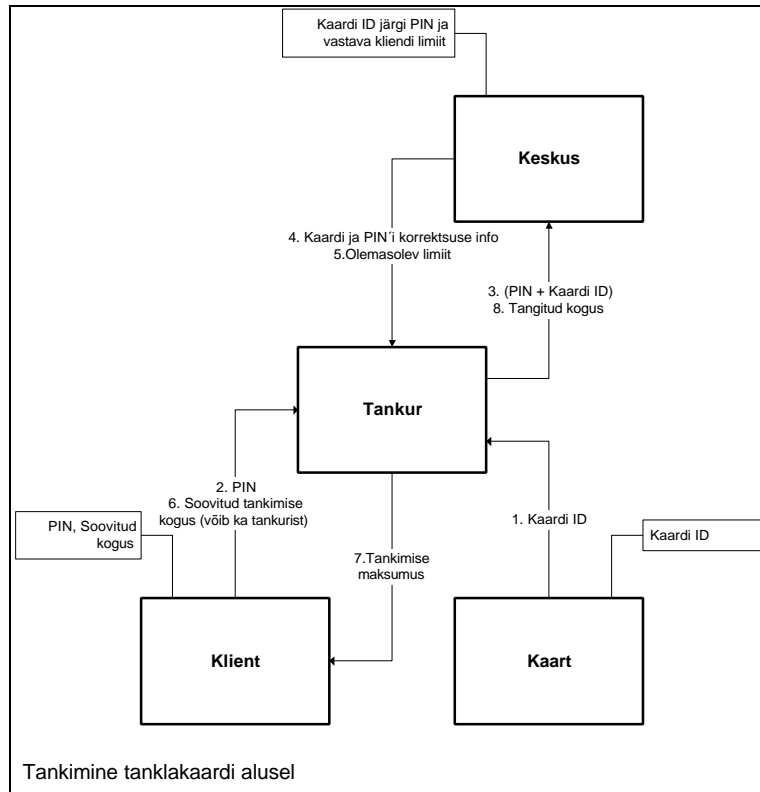 Kaardi ID järgi PIN ja
vastava kliendi limiit
Keskus
4. Kaardi ja PIN´i korrektsuse info
5.Olemasolev limiit
3. (PIN + Kaardi ID)
8. Tangitud kogus
Tankur
2. PIN
6. Soovitud tankimise
kogus (võib ka tankurist)
PIN, Soovitud
kogus
7.Tankimise
maksumus
1. Kaardi ID
Kaardi ID
Klient
Kaart
Tankimine tanklakaardi alusel